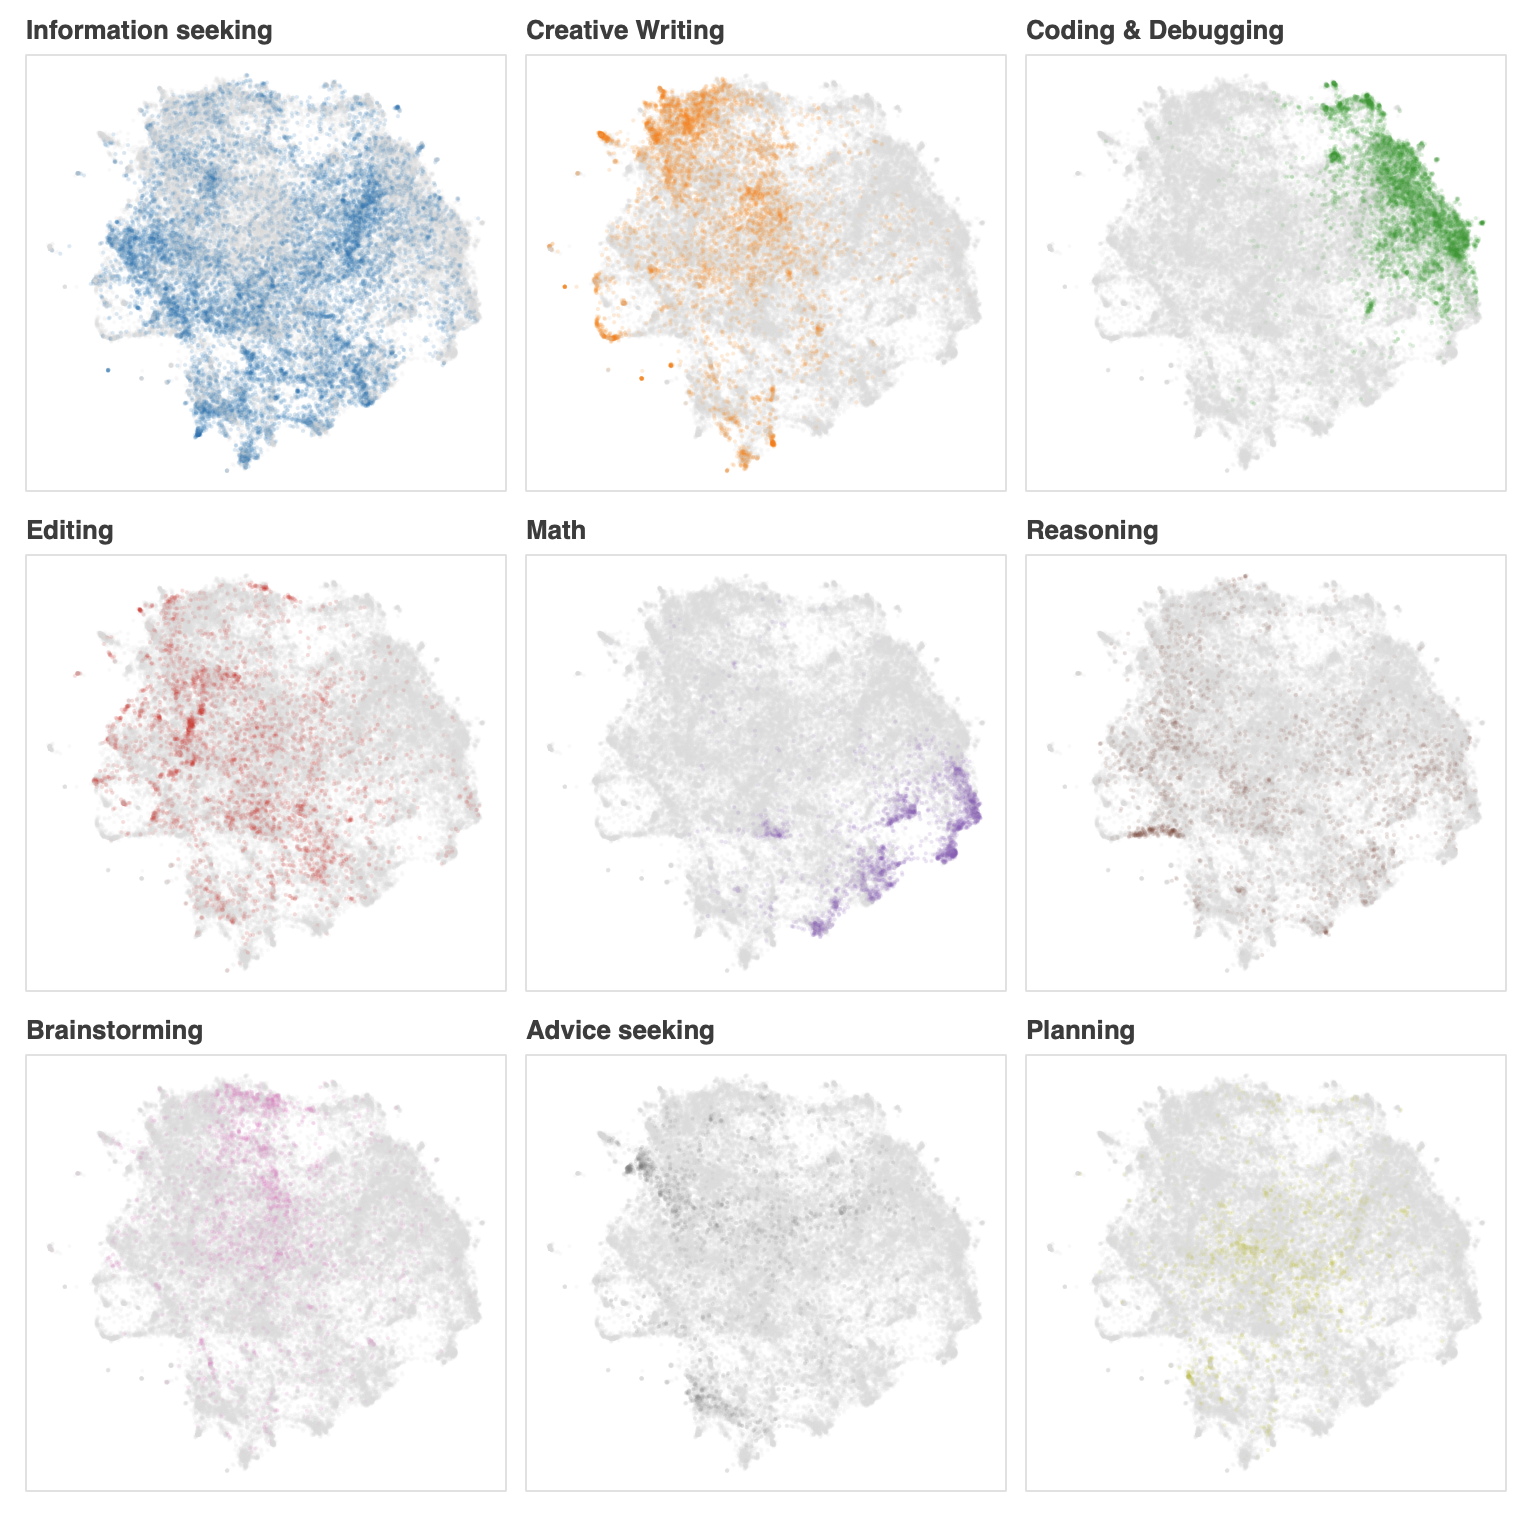 Information seeking
Creative Writing
Coding & Debugging
Editing
Math
Reasoning
Brainstorming
Advice seeking
Planning